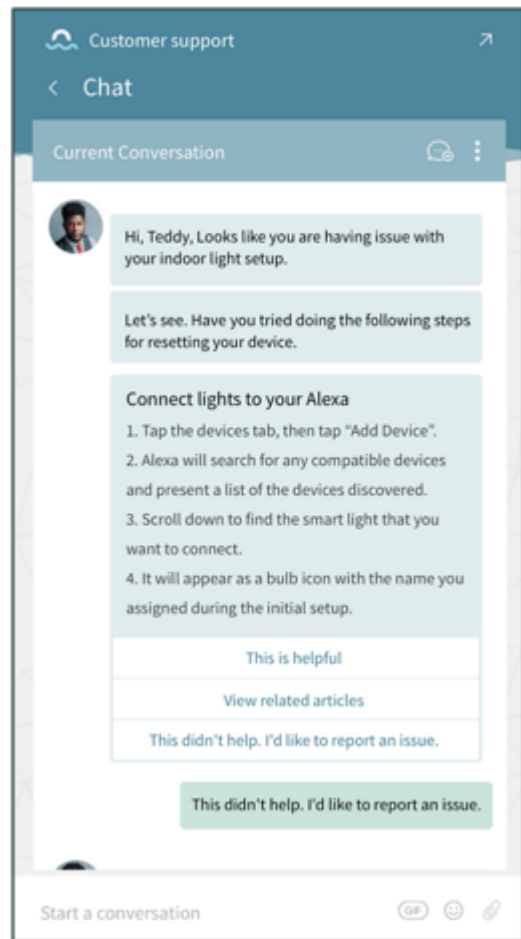 Customer support
Chat
Current Conversation
Hi, Teddy, Looks like you are having issue with
your indoor light setup.
Let's see. Have you tried doing the following steps
for resetting your device.
Connect lights to your Alexa
1. Tap the devices tab, then tap “Add Device”.
2. Alexa will search for any compatible devices
and present a list of the devices discovered.
3. Scroll down to find the smart light that you
want to connect.
4. It will appear as a bulb icon with the name you
assigned during the initial setup.
This is helpful
View related articles
This didn't help. I'd like to report an issue.
This didn't help. I'd like to report an issue.
Start a conversation
GIF